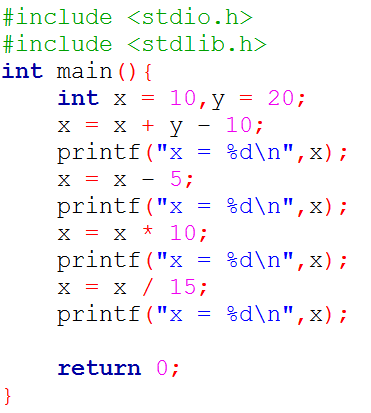 #include <stdio.h>
#include <stdlib.h>
int main(){
    int x = 10,y = 20;
    x = x + y - 10;
    printf("x = %d\n",x);
    x = x - 5;
    printf("x = %d\n",x);
    x = x * 10;
    printf("x = %d\n",x);
    x = x / 15;
    printf("x = %d\n",x);

    return 0;
}